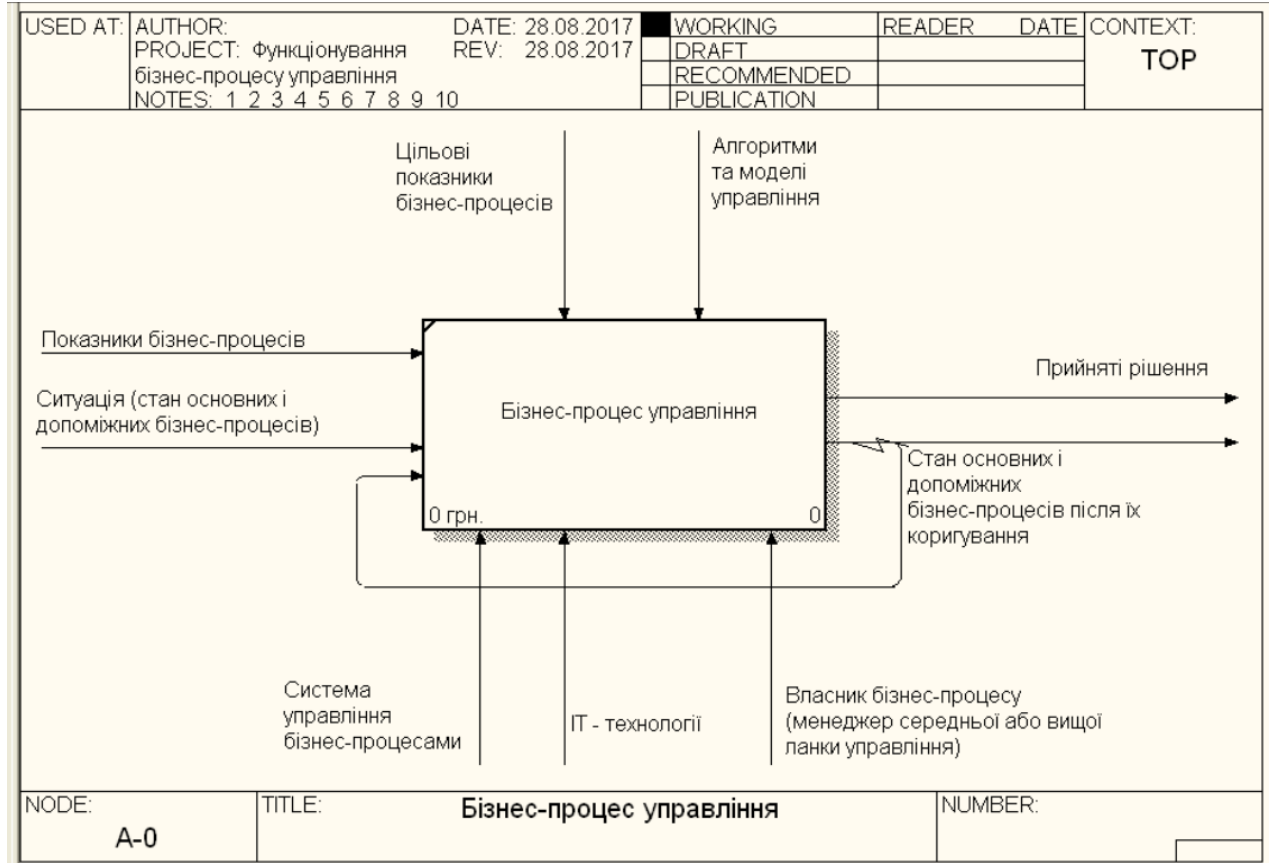 USED AT:
AUTHOR:
DATE: 28.08.2017
PROJECT: Функціонування
бізнес-процесу управління
REV: 28.08.2017
NOTES: 1 2 3 4 5 6 7 8 9 10
WORKING
DRAFT
RECOMMENDED
PUBLICATION
READER DATE
CONTEXT:
TOP
Цільові
показники
бізнес-процесів
Алгоритми
та моделі
управління
Показники бізнес-процесів
Ситуація (стан основних і
допоміжних бізнес-процесів)
Бізнес-процес управління
0 грн.
0
Прийняті рішення
Стан основних і
допоміжних
бізнес-процесів після їх
коригування
Система
управління
бізнес-процесами
ІТ - технології
Власник бізнес-процесу
(менеджер середньої або вищої
ланки управління)
NODE:
A-0
TITLE:
Бізнес-процес управління
NUMBER: